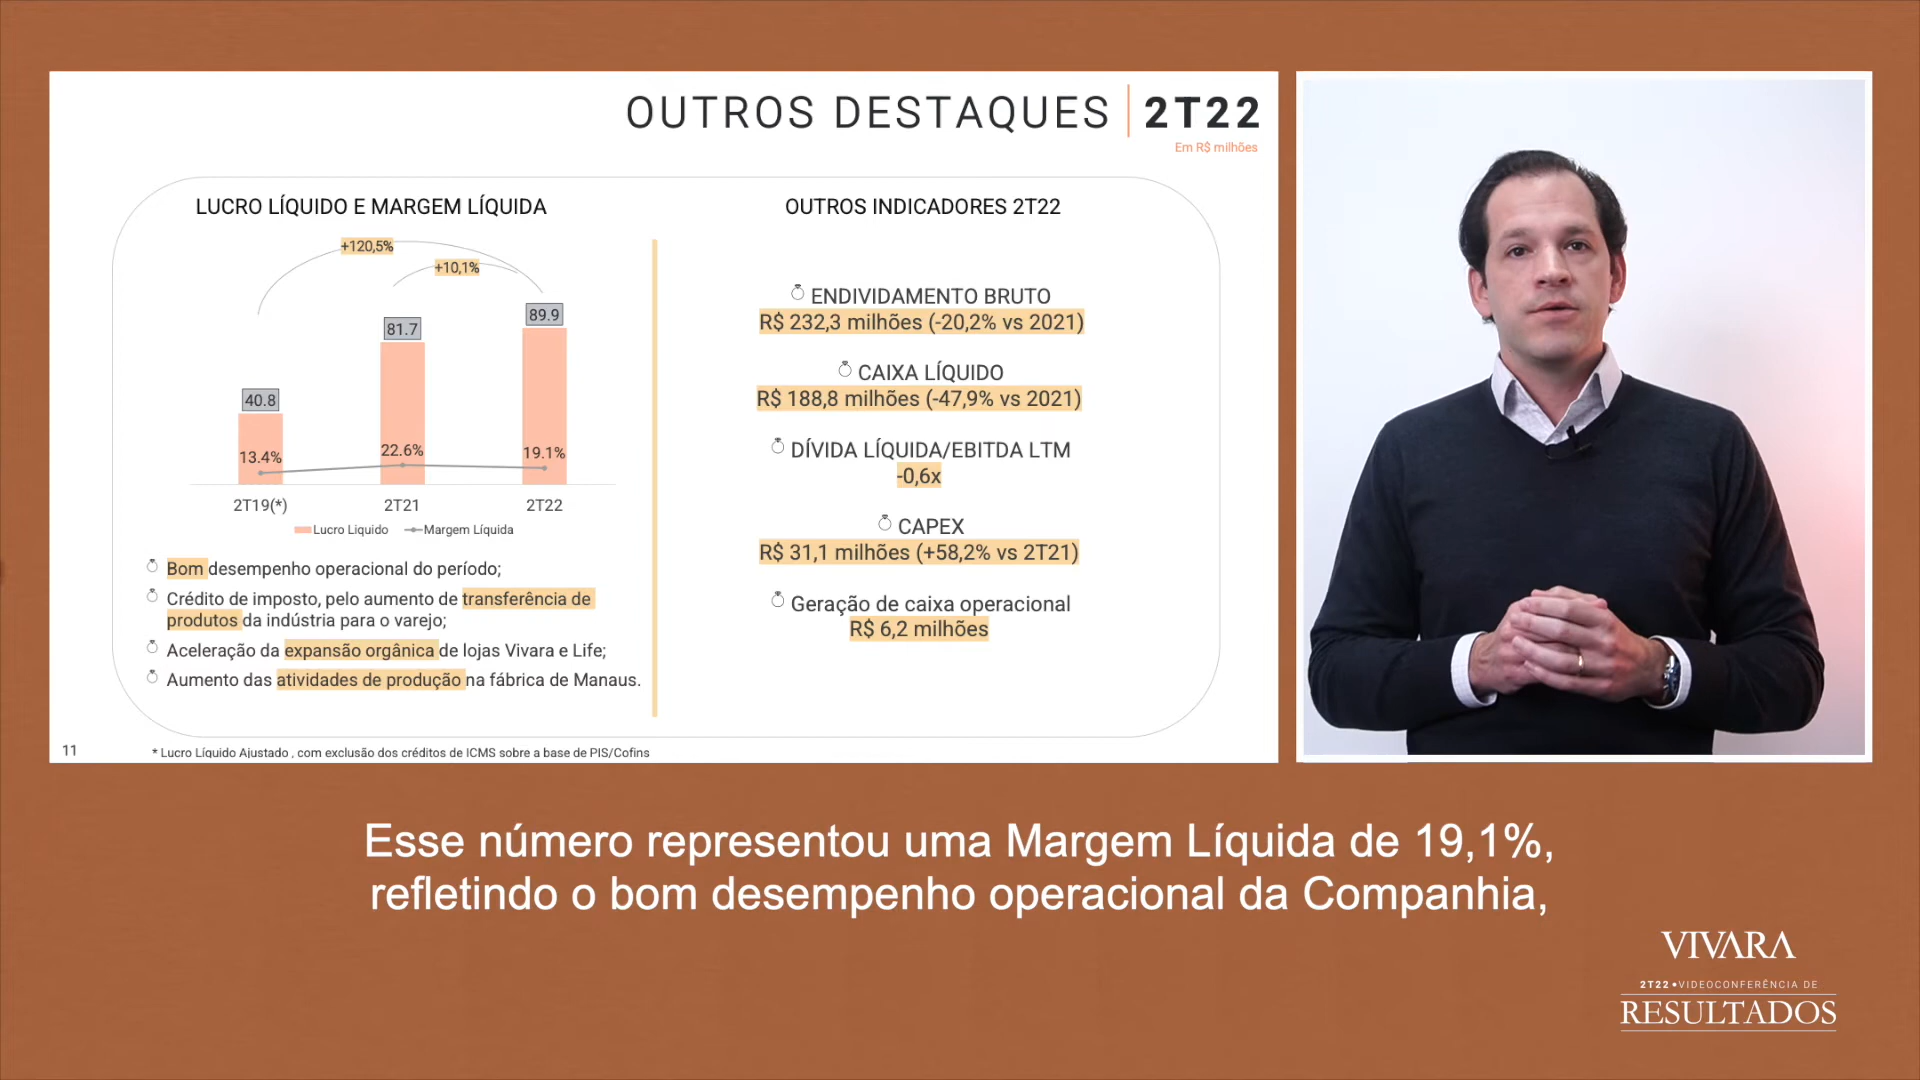 OUTROS DESTAQUES 2T22
Em R$ milhões
LUCRO LÍQUIDO E MARGEM LÍQUIDA
+120,5%
+10,1%
40.8
81.7
89.9
13.4%
22.6%
19.1%
2T19(*)
2T21
2T22
Lucro Liquido
Margem Líquida
Bom desempenho operacional do período;
Crédito de imposto, pelo aumento de transferência de
produtos da indústria para o varejo;
Aceleração da expansão orgânica de lojas Vivara e Life;
Aumento das atividades de produção na fábrica de Manaus.
OUTROS INDICADORES 2T22
ENDIVIDAMENTO BRUTO
R$ 232,3 milhões (-20,2% vs 2021)
CAIXA LÍQUIDO
R$ 188,8 milhões (-47,9% vs 2021)
DÍVIDA LÍQUIDA/EBITDA LTM
-0,6x
CAPEX
R$ 31,1 milhões (+58,2% vs 2T21)
Geração de caixa operacional
R$ 6,2 milhões
11
* Lucro Líquido Ajustado , com exclusão dos créditos de ICMS sobre a base de PIS/Cofins
Esse número representou uma Margem Líquida de 19,1%,
refletindo o bom desempenho operacional da Companhia,
VIVARA
2T22•VIDEOCONFERÊNCIA DE
RESULTADOS